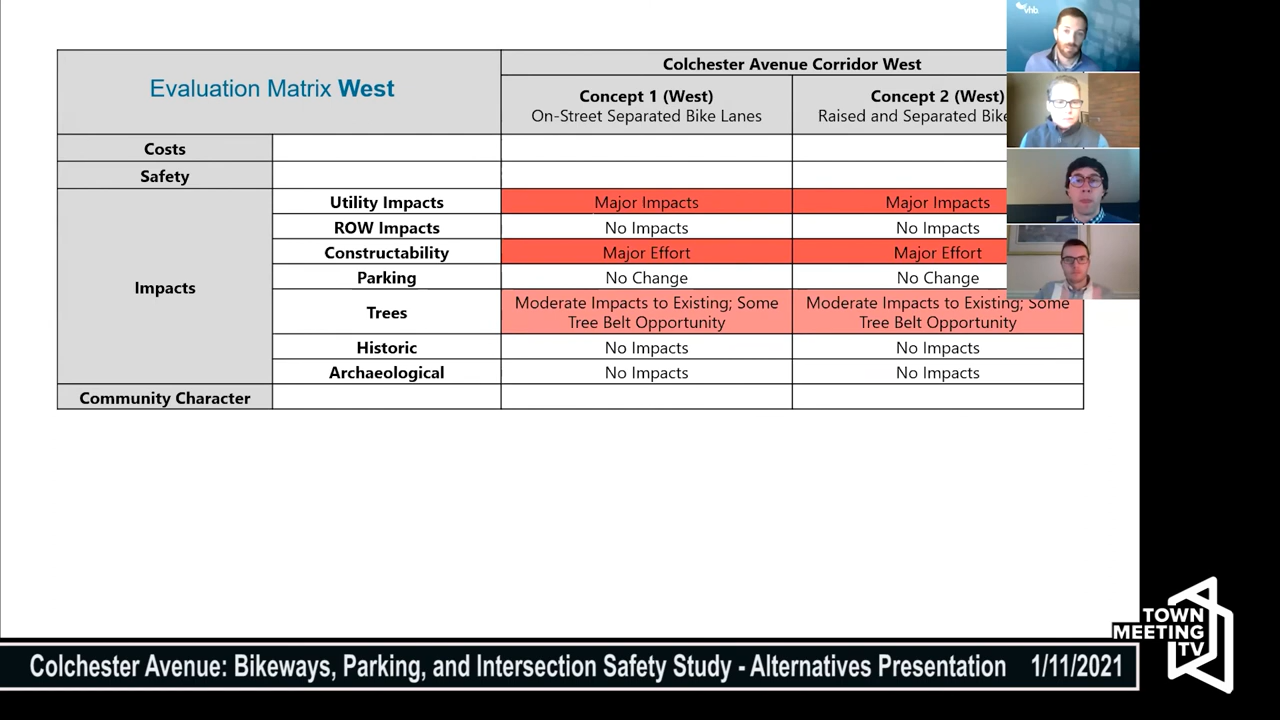 vhb.
Evaluation Matrix West
Colchester Avenue Corridor West
Concept 1 (West)
On-Street Separated Bike Lanes
Concept 2 (West)
Raised and Separated Bike
Costs
Safety
Impacts
Utility Impacts
Major Impacts
Major Impacts
ROW Impacts
No Impacts
No Impacts
Constructability
Major Effort
Major Effort
Parking
No Change
No Change
Trees
Moderate Impacts to Existing; Some
Tree Belt Opportunity
Moderate Impacts to Existing; Some
Tree Belt Opportunity
Historic
No Impacts
No Impacts
Archaeological
No Impacts
No Impacts
Community Character
TOWN
MEETING
TV
Colchester Avenue: Bikeways, Parking, and Intersection Safety Study - Alternatives Presentation 1/11/2021